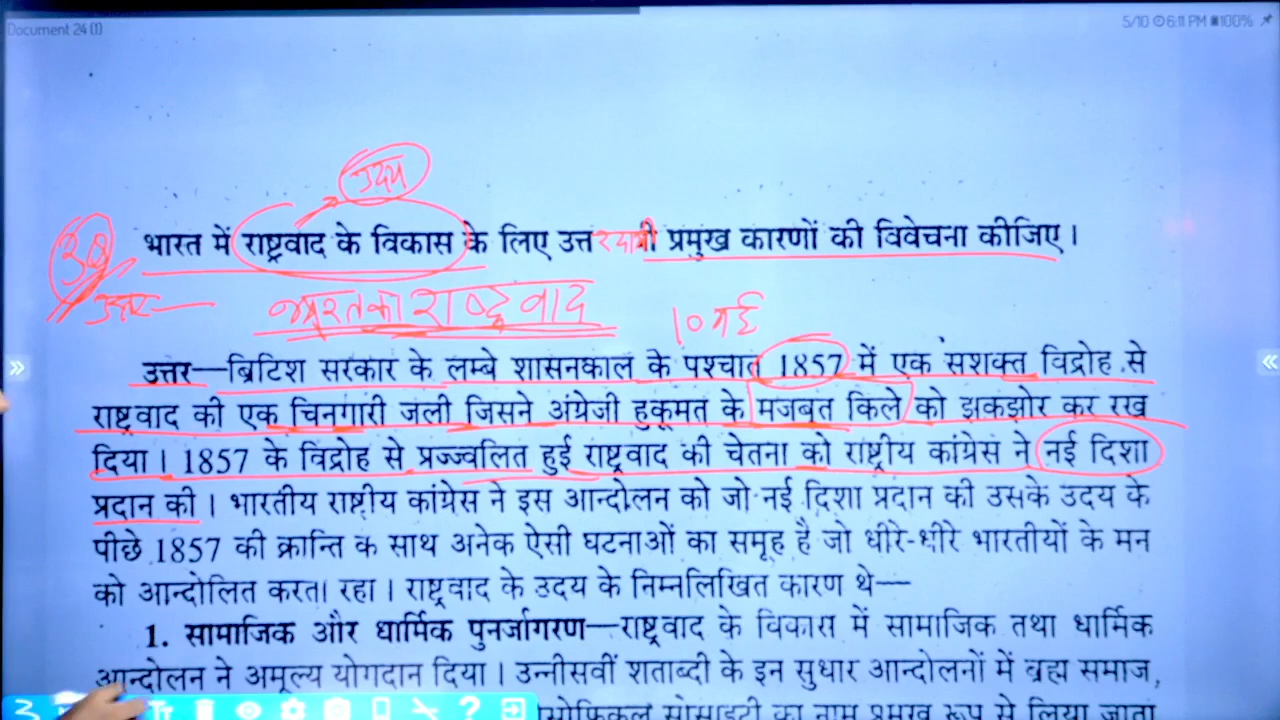 Document 24 (1)
5/10 6:11 PM 100%
उदय
भारत में राष्ट्रवाद के विकास के लिए उत्तरदायी प्रमुख कारणों की विवेचना कीजिए।
उत्तर— भारत का राष्ट्रवाद
10 मई
उत्तर—ब्रिटिश सरकार के लम्बे शासनकाल के पश्चात 1857 में एक सशक्त विद्रोह से
राष्ट्रवाद की एक चिनगारी जली जिसने अंग्रेजी हुकूमत के मजबत किले को झकझोर कर रख
दिया। 1857 के विद्रोह से प्रज्ज्वलित हुई राष्ट्रवाद की चेतना को राष्ट्रीय कांग्रेस ने नई दिशा
प्रदान की। भारतीय राष्ट्रीय कांग्रेस ने इस आन्दोलन को जो नई दिशा प्रदान की उसके उदय के
पीछे 1857 की क्रान्ति क साथ अनेक ऐसी घटनाओं का समूह है जो धीरे-धीरे भारतीयों के मन
को आन्दोलित करता रहा। राष्ट्रवाद के उदय के निम्नलिखित कारण थे—
1. सामाजिक और धार्मिक पुनर्जागरण—राष्ट्रवाद के विकास में सामाजिक तथा धार्मिक
आन्दोलन ने अमूल्य योगदान दिया। उन्नीसवीं शताब्दी के इन सुधार आन्दोलनों में ब्रह्म समाज,
सोसाइटी का नाम प्रमुख रूप से लिया जाता